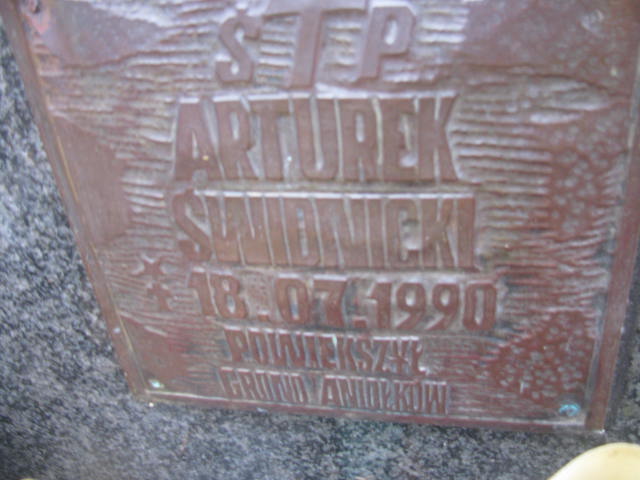 ŚTP
ARTUREK
ŚWIDNICKI
18.07.1990
POWIĘKSZYŁ
GRONO ANIOŁKÓW